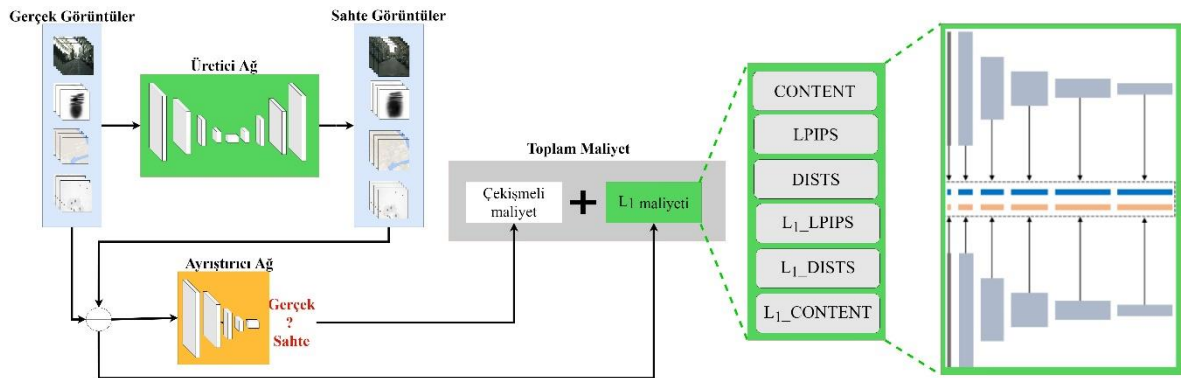 Gerçek Görüntüler
Üretici Ağ
Sahte Görüntüler
Ayrıştırıcı Ağ
Gerçek
?
Sahte
Toplam Maliyet
Çekişmeli
maliyet
+
L1 maliyeti
CONTENT
LPIPS
DISTS
L1_LPIPS
L1_DISTS
L1_CONTENT